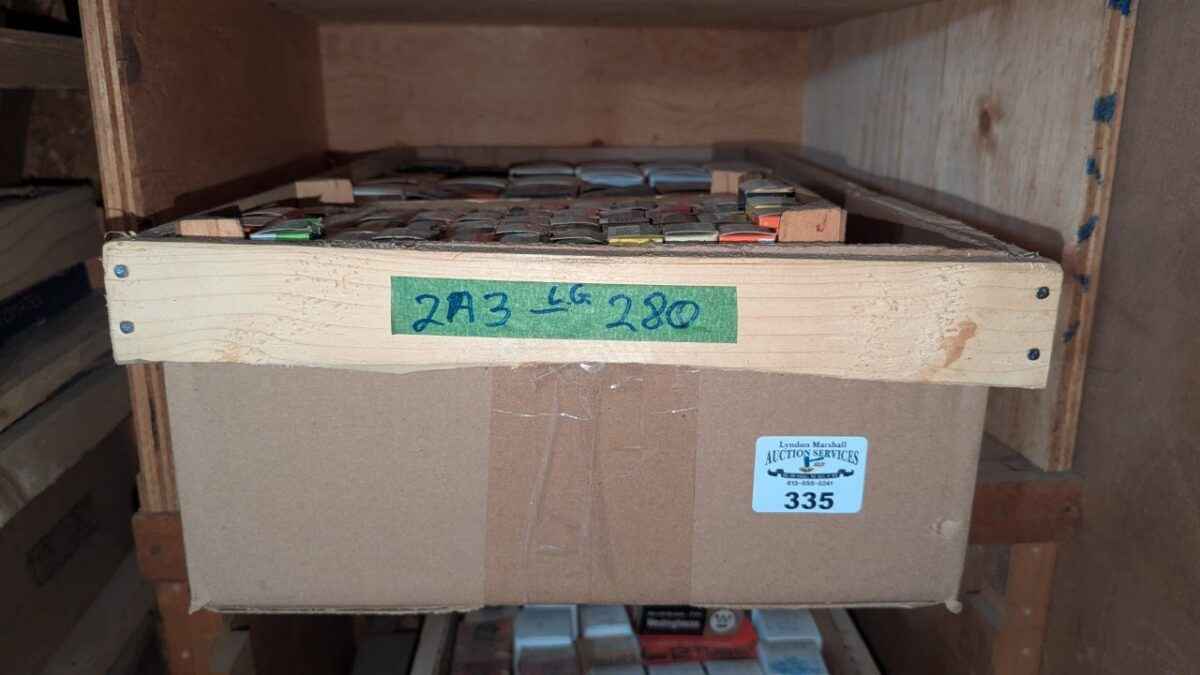 2A3 LG 280
Lyndon Marshall
AUCTION SERVICES
335
Westinghouse